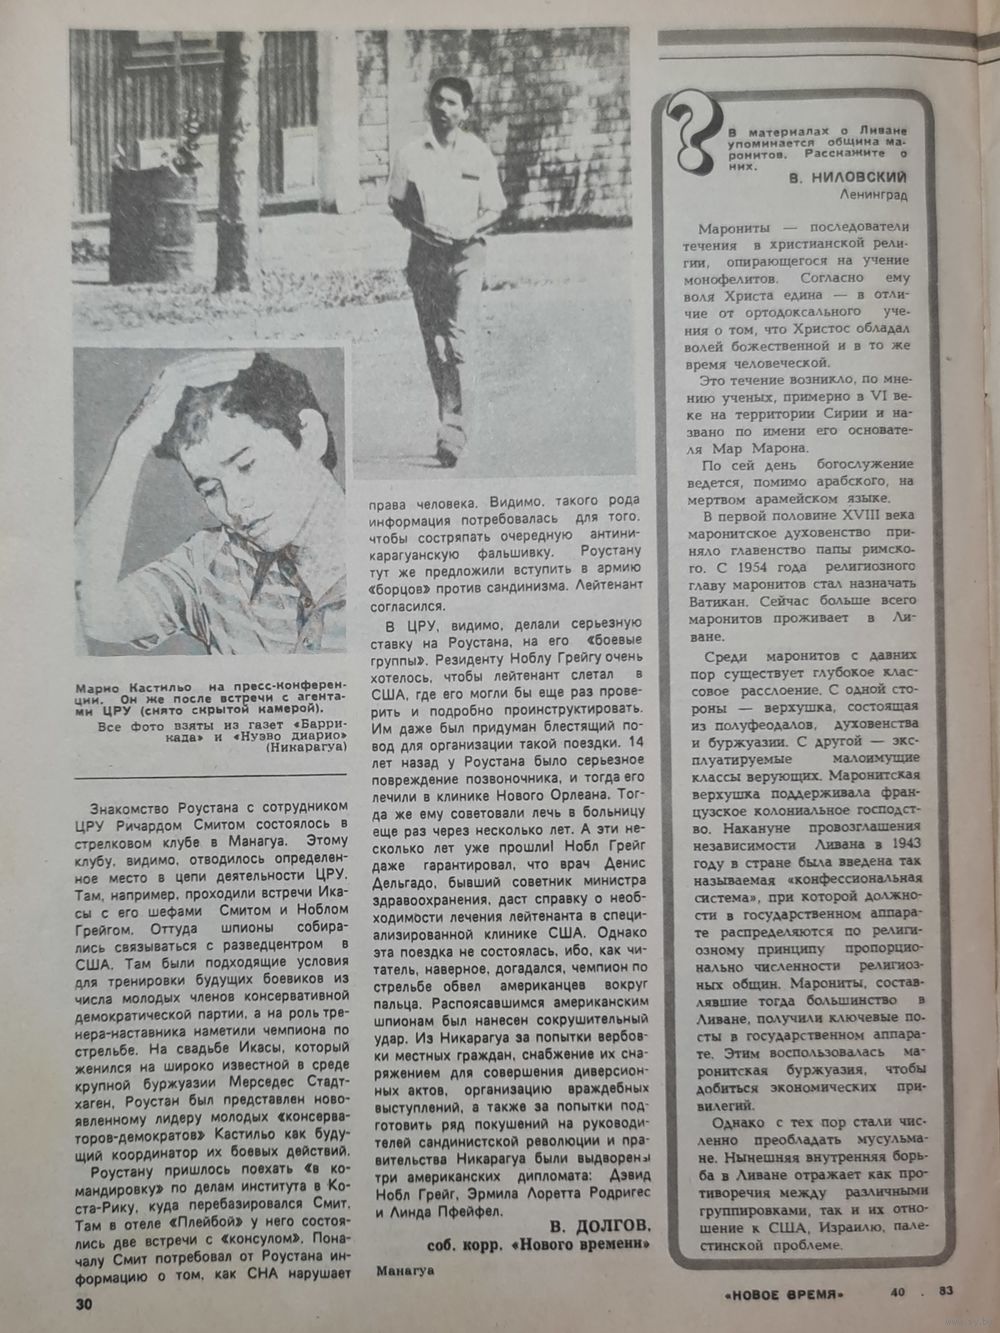 Марио Кастильо на пресс-конферен-
ции. Он же после встречи с агента-
ми ЦРУ (снято скрытой камерой).
Все фото взяты из газет «Барри-
када» и «Нуэво диарио»
(Никарагуа)
Знакомство Роустана с сотрудником
ЦРУ Ричардом Смитом состоялось в
стрелковом клубе в Манагуа. Этому
клубу, видимо, отводилось определен-
ное место в цепи деятельности ЦРУ.
Там, например, проходили встречи Ика-
сы с его шефами Смитом и Ноблом
Грейгом. Оттуда шпионы собира-
лись связываться с разведцентром в
США. Там были подходящие условия
для тренировки будущих боевиков из
числа молодых членов консервативной
демократической партии, а на роль тре-
нера-наставника наметили чемпиона по
стрельбе. На свадьбе Икасы, который
женился на широко известной в среде
крупной буржуазии Мерседес Стадт-
хаген, Роустан был представлен ново-
явленному лидеру молодых «консерва-
торов-демократов» Кастильо как буду-
щий координатор их боевых действий.
Роустану пришлось поехать «в ко-
мандировку» по делам института в Ко-
ста-Рику, куда перебазировался Смит.
Там в отеле «Плейбой» у него состоя-
лись две встречи с «консулом». Пона-
чалу Смит потребовал от Роустана ин-
формацию о том, как СНА нарушает
30
права человека. Видимо, такого рода
информация потребовалась для того,
чтобы состряпать очередную антини-
карагуанскую фальшивку. Роустану
тут же предложили вступить в армию
«борцов» против сандинизма. Лейтенант
согласился.
В ЦРУ, видимо, делали серьезную
ставку на Роустана, на его «боевые
группы». Резиденту Ноблу Грейгу очень
хотелось, чтобы лейтенант слетал в
США, где его могли бы еще раз прове-
рить и подробно проинструктировать.
Им даже был придуман блестящий по-
вод для организации такой поездки. 14
лет назад у Роустана было серьезное
повреждение позвоночника, и тогда его
лечили в клинике Нового Орлеана. Тог-
да же ему советовали лечь в больницу
еще раз через несколько лет. А эти не-
сколько лет уже прошли! Нобл Грейг
даже гарантировал, что врач Денис
Дельгадо, бывший советник министра
здравоохранения, даст справку о необ-
ходимости лечения лейтенанта в специ-
ализированной клинике США. Однако
эта поездка не состоялась, ибо, как чи-
татель, наверное, догадался, чемпион по
стрельбе обвел американцев вокруг
пальца. Распоясавшимся американским
шпионам был нанесен сокрушительный
удар. Из Никарагуа за попытки вербов-
ки местных граждан, снабжение их сна-
ряжением для совершения диверсион-
ных актов, организацию враждебных
выступлений, а также за попытки под-
готовить ряд покушений на руководи-
телей сандинистской революции и пра-
вительства Никарагуа были выдворены
три американских дипломата: Дэвид
Нобл Грейг, Эрмила Лоретта Родригес
и Линда Пфейфел.
В. ДОЛГОВ,
соб. корр. «Нового времени»
Манагуа
В материалах о Ливане
упоминается община ма-
ронитов. Расскажите о
них.
В. НИЛОВСКИЙ
Ленинград
Марониты — последователи
течения в христианской рели-
гии, опирающегося на учение
монофелитов. Согласно ему
воля Христа едина — в отли-
чие от ортодоксального уче-
ния о том, что Христос обладал
волей божественной и в то же
время человеческой.
Это течение возникло, по мне-
нию ученых, примерно в VI ве-
ке на территории Сирии и на-
звано по имени его основате-
ля Мар Марона.
По сей день богослужение
ведется, помимо арабского, на
мертвом арамейском языке.
В первой половине XVIII века
маронитское духовенство при-
няло главенство папы римско-
го. С 1954 года религиозного
главу маронитов стал назначать
Ватикан. Сейчас больше всего
маронитов проживает в Ли-
ване.
Среди маронитов с давних
пор существует глубокое клас-
совое расслоение. С одной сто-
роны — верхушка, состоящая
из полуфеодалов, духовенства
и буржуазии. С другой — экс-
плуатируемые малоимущие
классы верующих. Маронитская
верхушка поддерживала фран-
цузское колониальное господст-
во. Накануне провозглашения
независимости Ливана в 1943
году в стране была введена так
называемая «конфессиональная
система», при которой должно-
сти в государственном аппара-
те распределяются по религи-
озному принципу пропорцио-
нально численности религиоз-
ных общин. Марониты, состав-
лявшие тогда большинство в
Ливане, получили ключевые по-
сты в государственном аппара-
те. Этим воспользовалась ма-
ронитская буржуазия, чтобы
добиться экономических при-
вилегий.
Однако с тех пор стали чис-
ленно преобладать мусульма-
не. Нынешняя внутренняя борь-
ба в Ливане отражает как про-
тиворечия между различными
группировками, так и их отно-
шение к США, Израилю, пале-
стинской проблеме.
«НОВОЕ ВРЕМЯ» 40 . 83